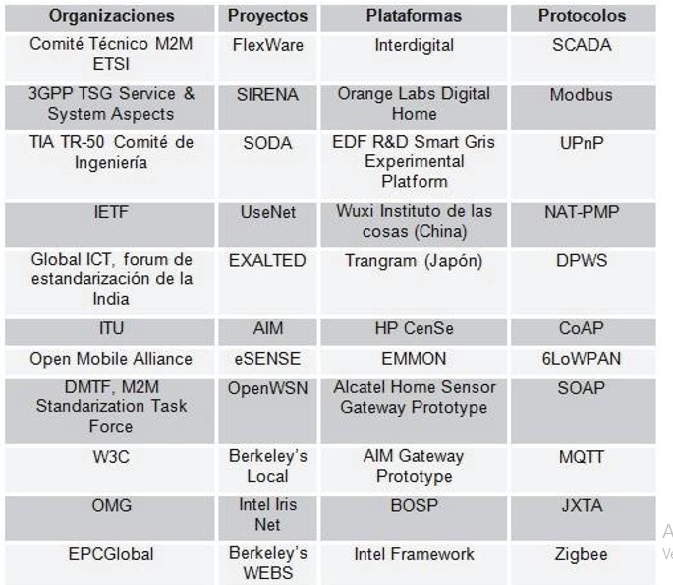 Organizaciones Proyectos Plataformas Protocolos
Comité Técnico M2M ETSI FlexWare Interdigital SCADA
3GPP TSG Service & System Aspects SIRENA Orange Labs Digital Home Modbus
TIA TR-50 Comité de Ingeniería SODA EDF R&D Smart Gris Experimental Platform UPnP
IETF UseNet Wuxi Instituto de las cosas (China) NAT-PMP
Global ICT, forum de estandarización de la India EXALTED Trangram (Japón) DPWS
ITU AIM HP CenSe CoAP
Open Mobile Alliance eSENSE EMMON 6LoWPAN
DMTF, M2M Standarization Task Force OpenWSN Alcatel Home Sensor Gateway Prototype SOAP
W3C Berkeley's Local AIM Gateway Prototype MQTT
OMG Intel Iris Net BOSP JXTA
EPCGlobal Berkeley's WEBS Intel Framework Zigbee